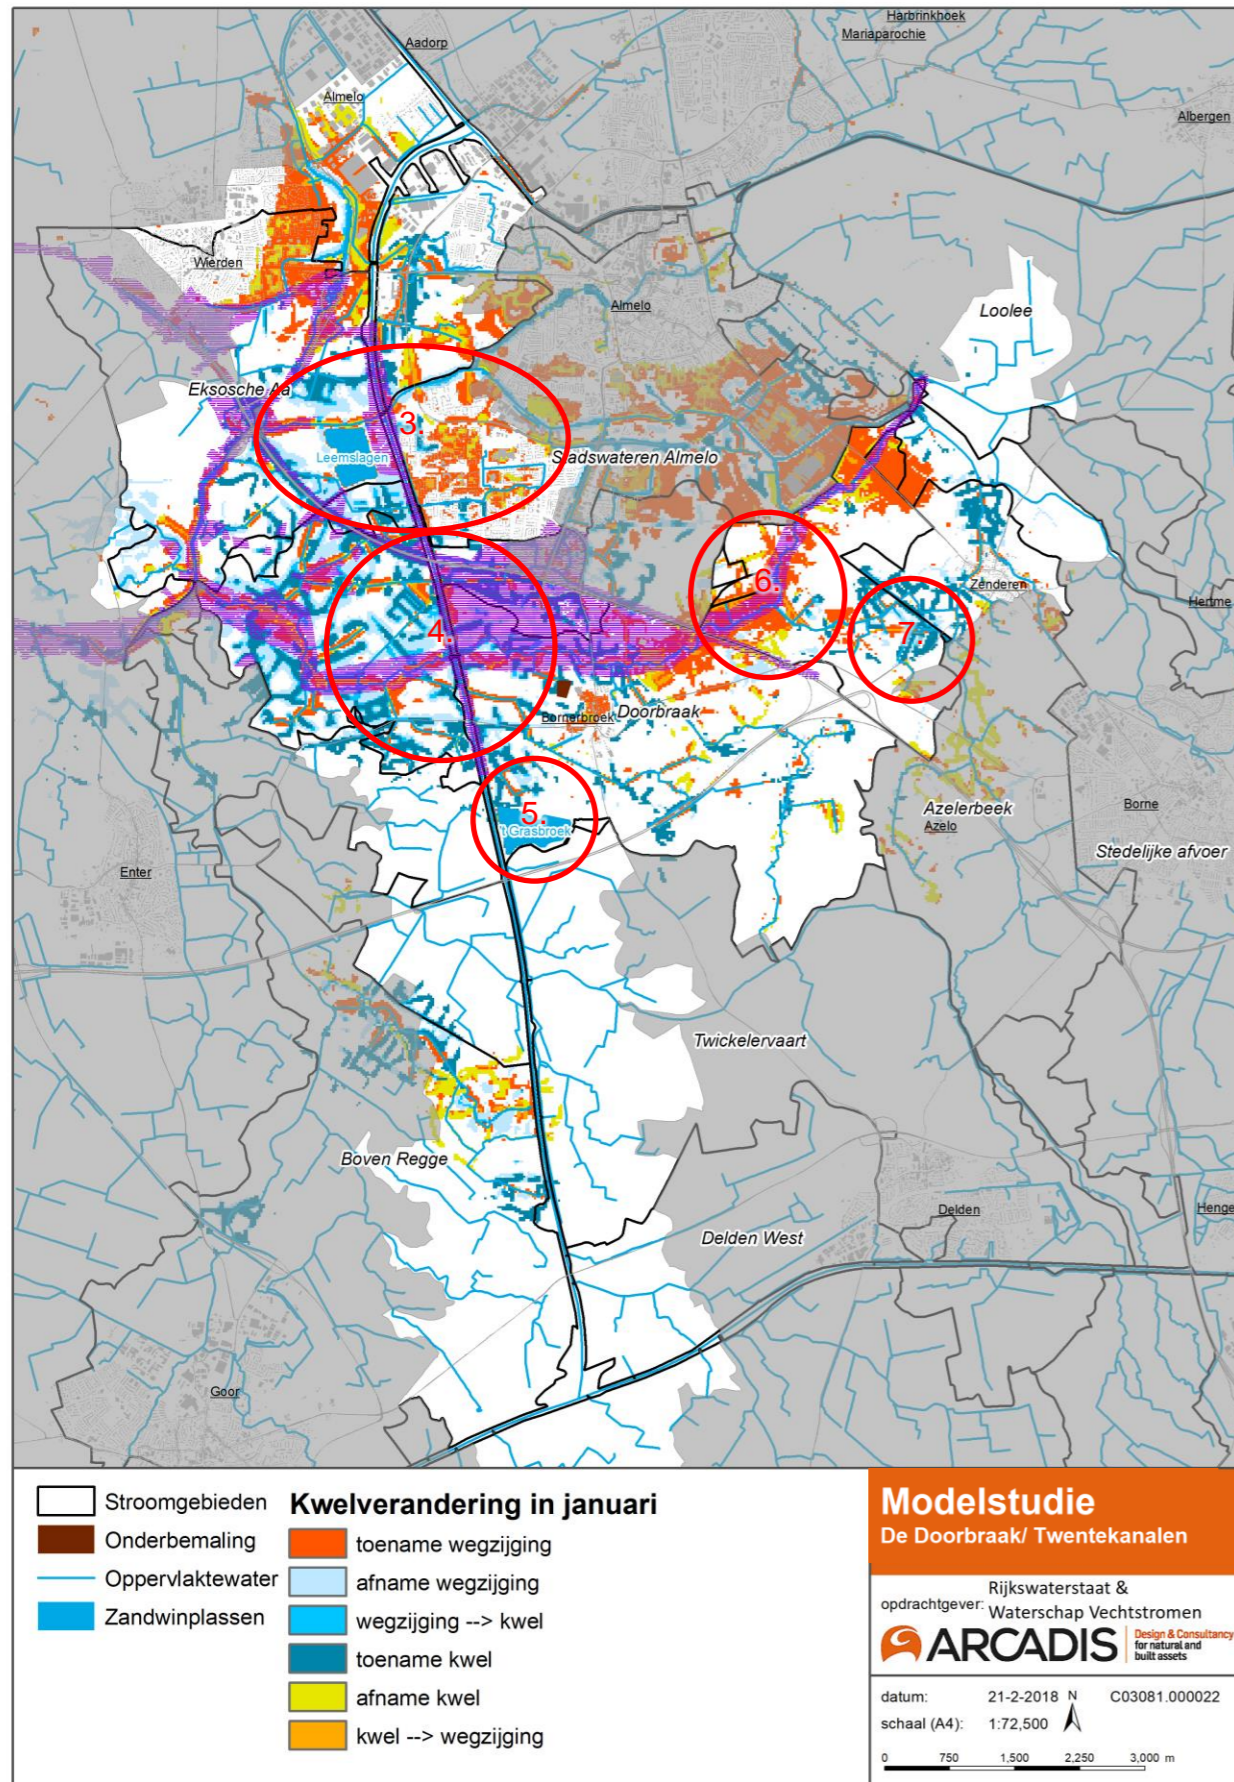 Harbrinkhoek
Mariaparochie
Aadorp
Almelo
Albergen
Wierden
Almelo
Loolee
Eksosche Aa
3.
Leemslagen
Stadswateren Almelo
6.
Zenderen
Hertme
7.
4.
Bornerbroek
Doorbraak
5.
't Grasbroek
Azelerbeek
Azelo
Borne
Stedelijke afvoer
Enter
Twickelervaart
Boven Regge
Delden
Henge
Delden West
Goor
Stroomgebieden
Onderbemaling
Oppervlaktewater
Zandwinplassen
Kwelverandering in januari
toename wegzijging
afname wegzijging
wegzijging --> kwel
toename kwel
afname kwel
kwel --> wegzijging
Modelstudie
De Doorbraak/ Twentekanalen
opdrachtgever: Rijkswaterstaat &
Waterschap Vechtstromen
ARCADIS
Design & Consultancy
for natural and
built assets
datum: 21-2-2018 N C03081.000022
schaal (A4): 1:72,500
0 750 1,500 2,250 3,000 m